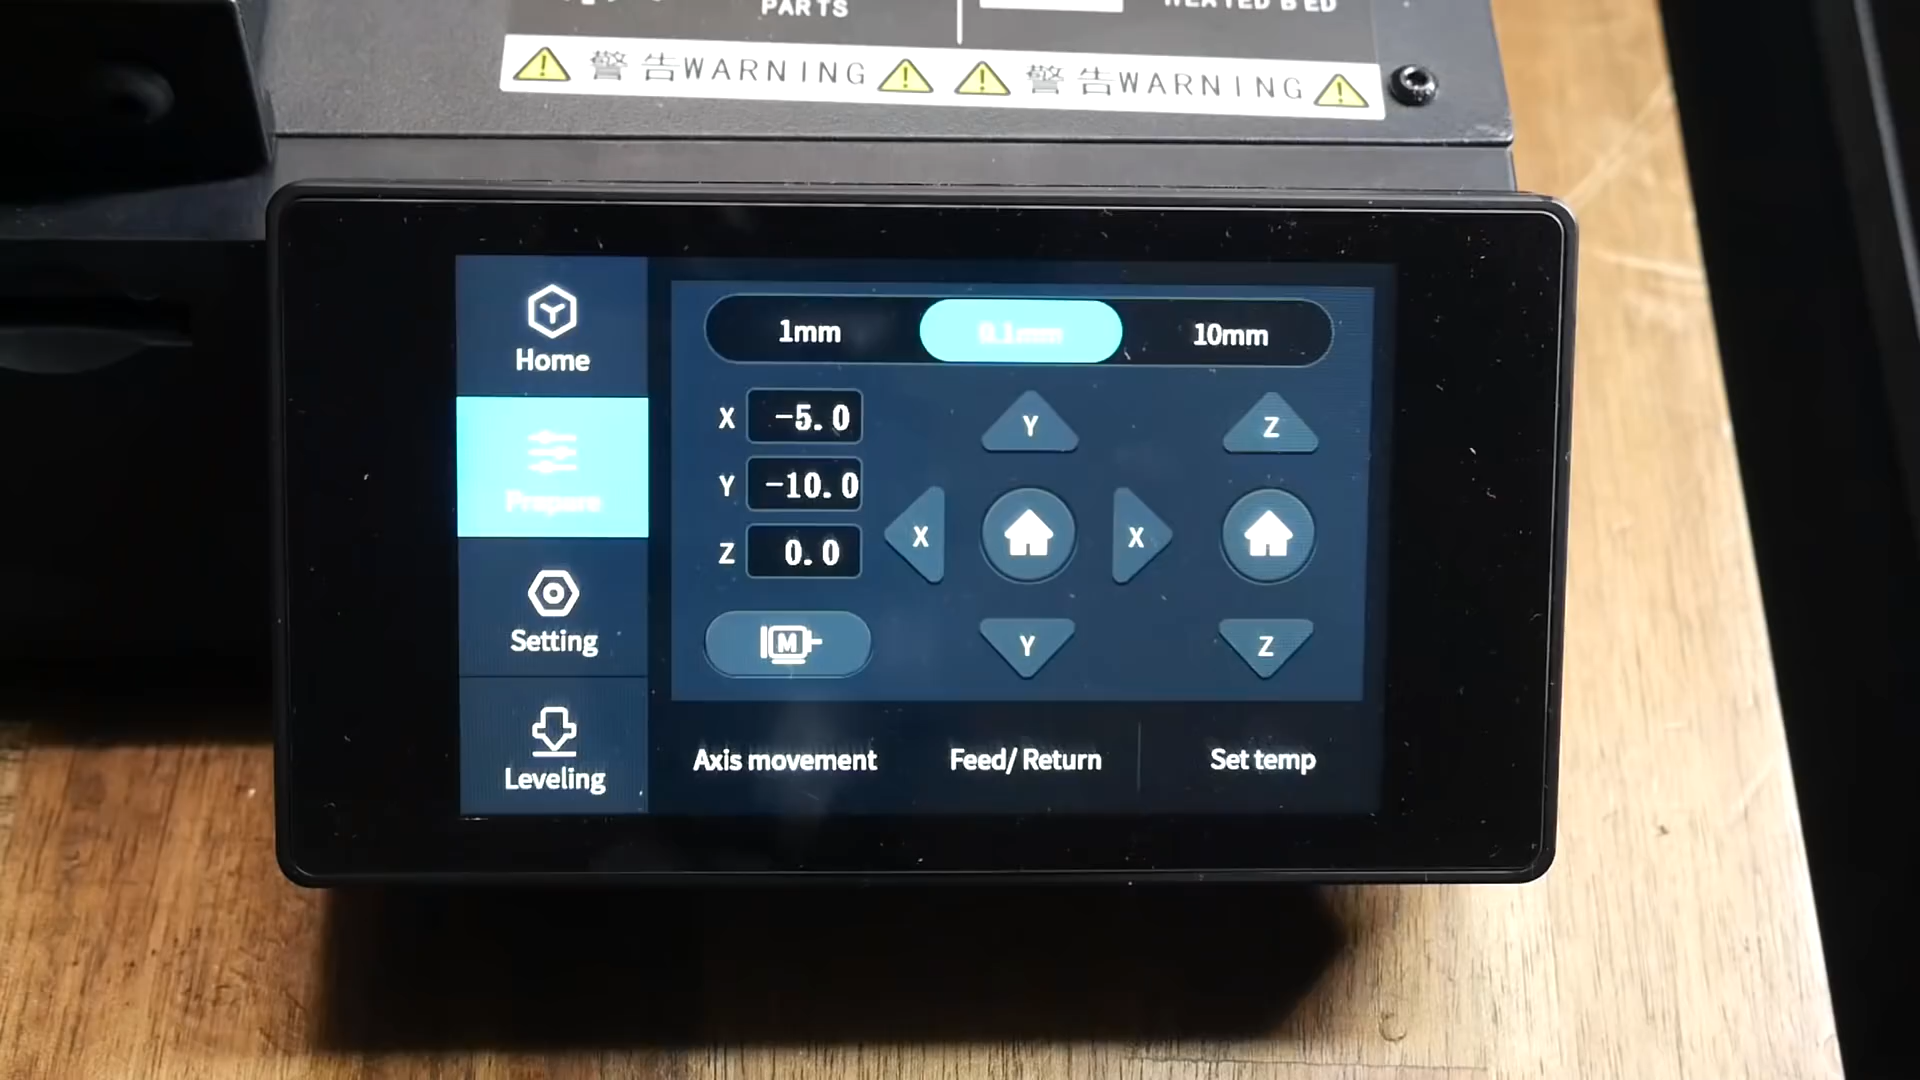 PARTS
HEATED BED
警告WARNING
警告WARNING
Home
Prepare
Setting
Leveling
1mm
0.1mm
10mm
X -5.0
Y -10.0
Z 0.0
M
Y
X
X
Y
Z
Z
Axis movement
Feed/ Return
Set temp